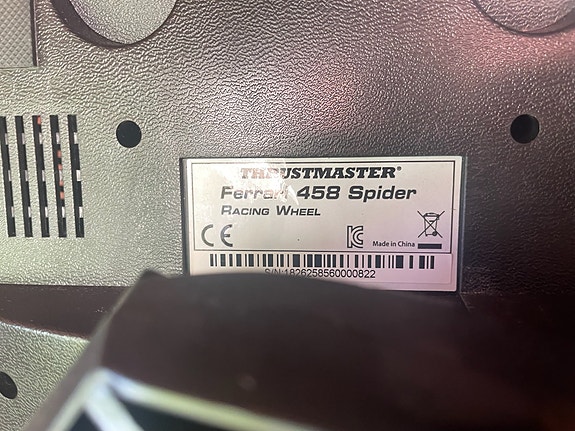 THRUSTMASTER®
Ferrari 458 Spider
RACING WHEEL
CE
Made in China
S/N:1826258560000822